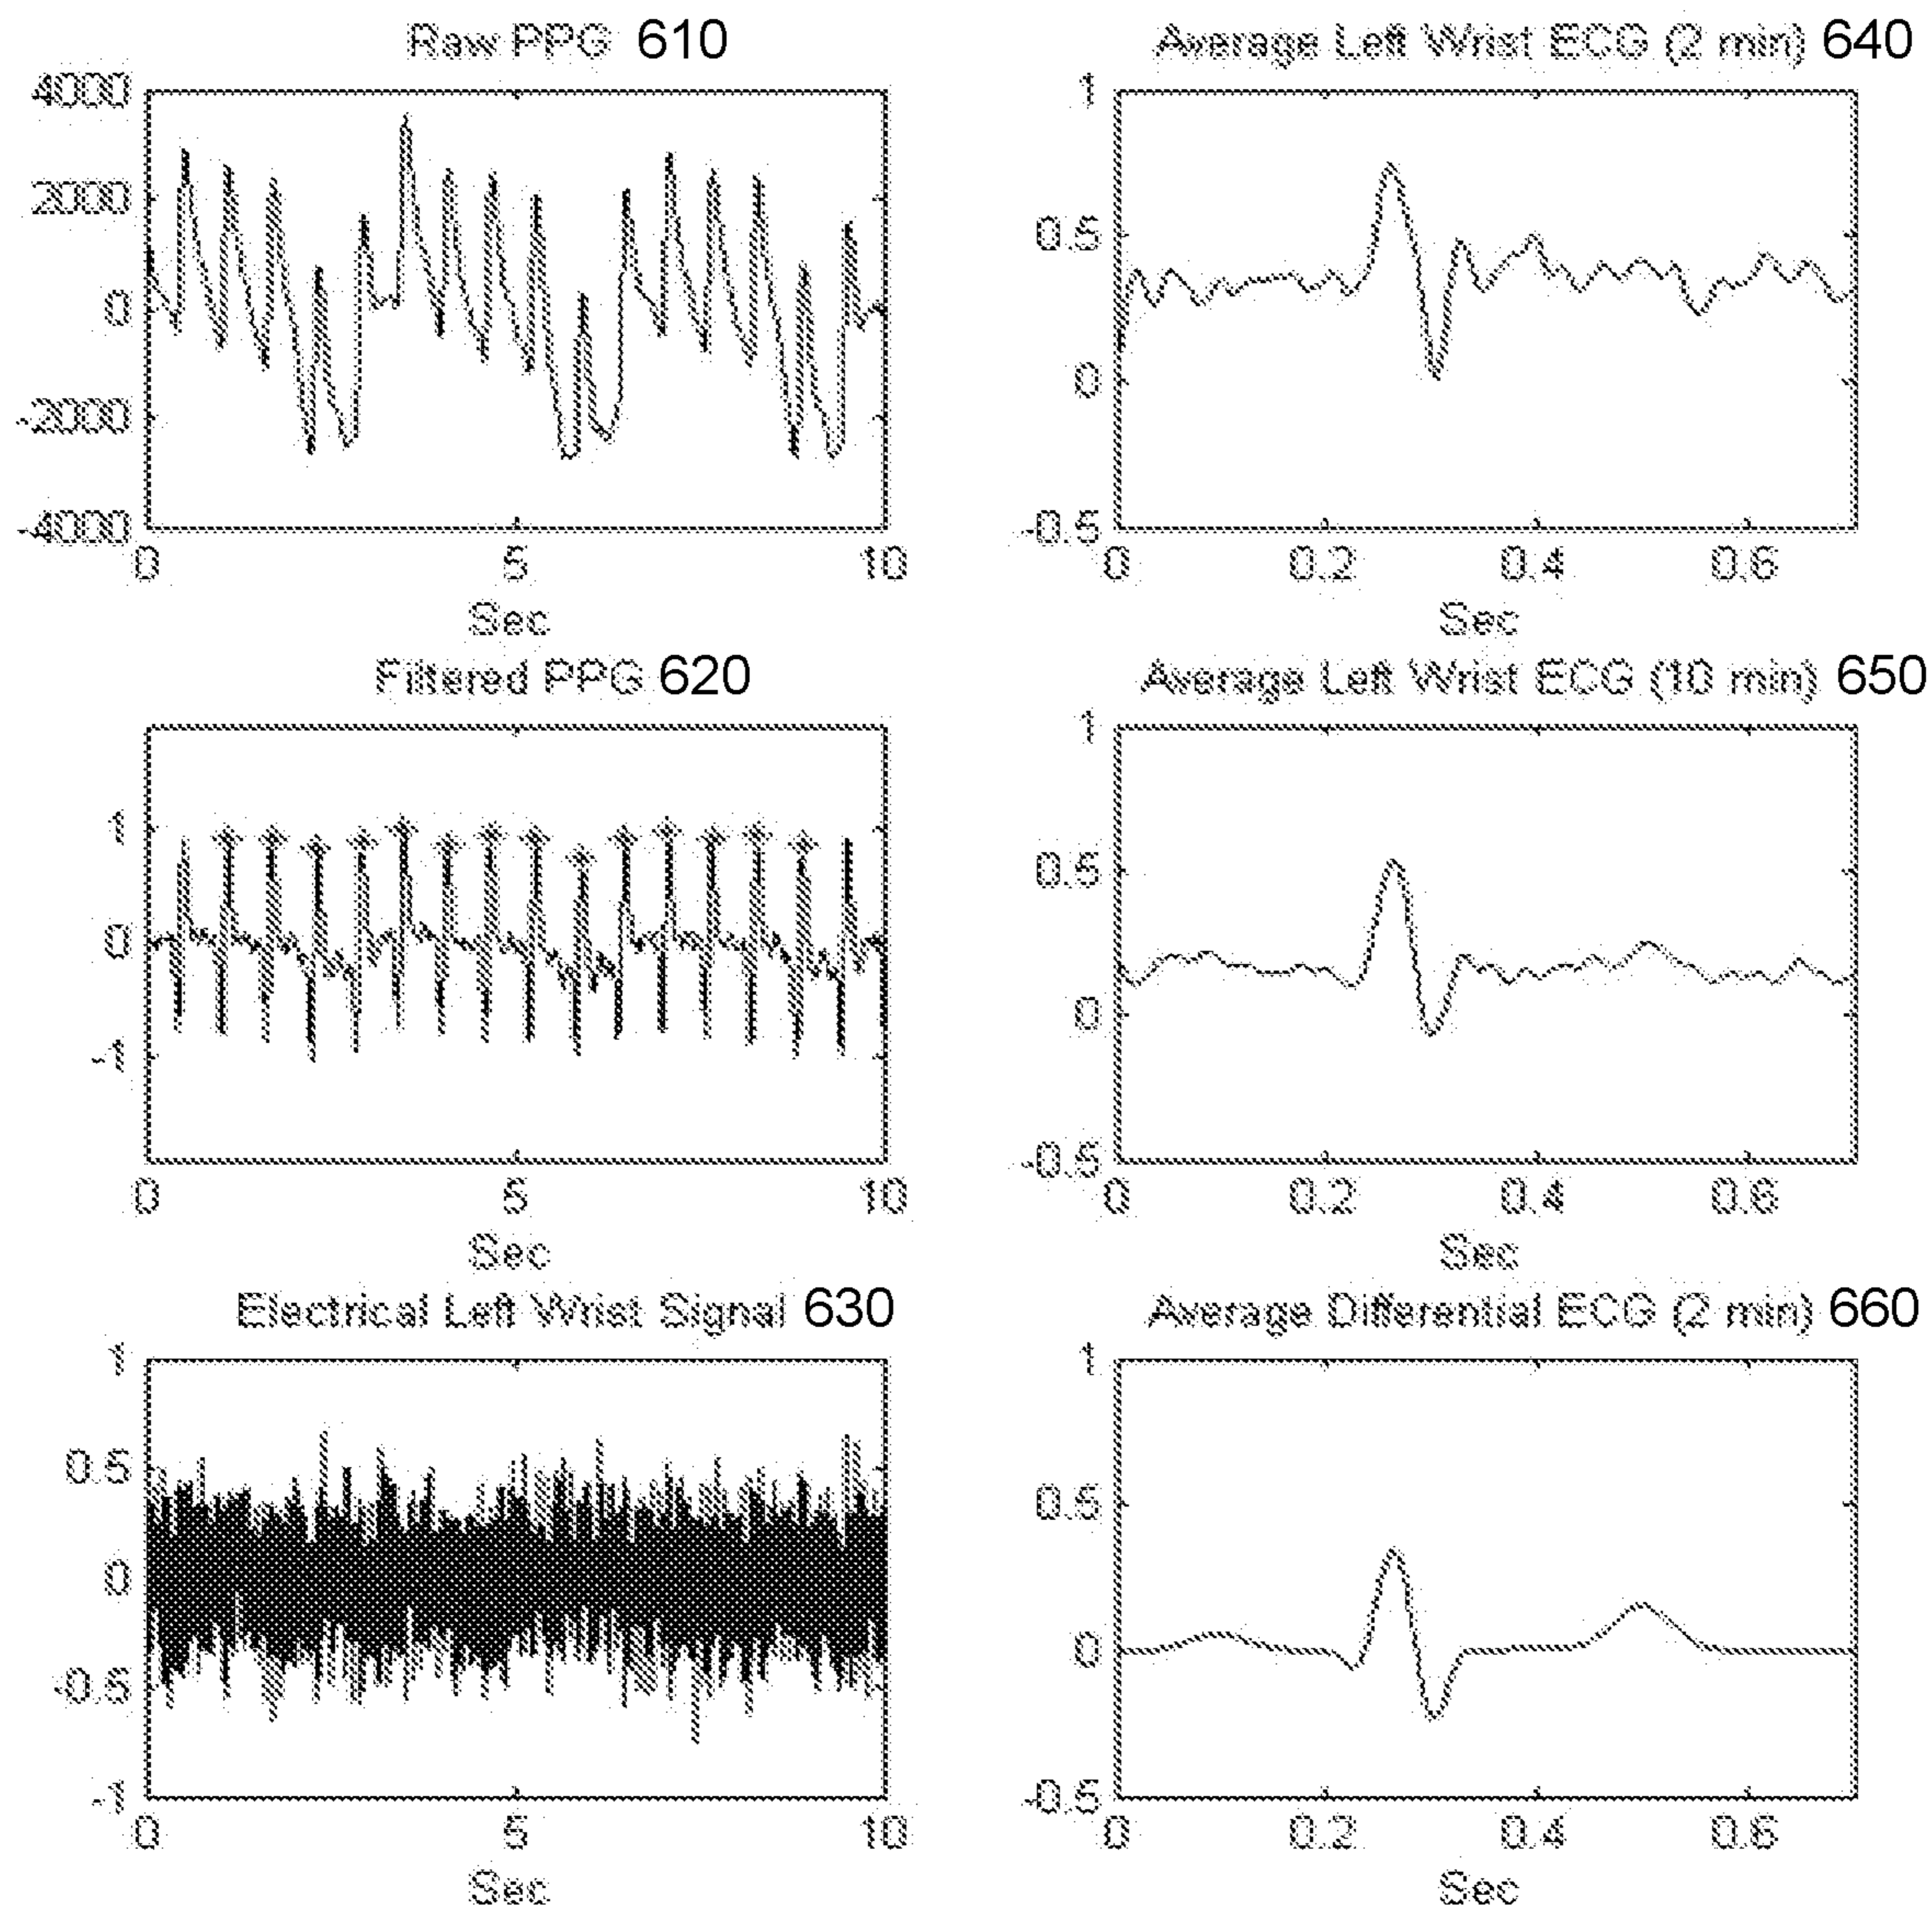 Raw PPG 610
4000
2000
0
-2000
-4000
0 5 10
Sec
Average Left Wrist ECG (2 min) 640
1
0.5
0
-0.5
0 0.2 0.4 0.6
Sec
Filtered PPG 620
1
0
-1
0 5 10
Sec
Average Left Wrist ECG (10 min) 650
1
0.5
0
-0.5
0 0.2 0.4 0.6
Sec
Electrical Left Wrist Signal 630
1
0.5
0
-0.5
-1
0 5 10
Sec
Average Differential ECG (2 min) 660
1
0.5
0
-0.5
0 0.2 0.4 0.6
Sec